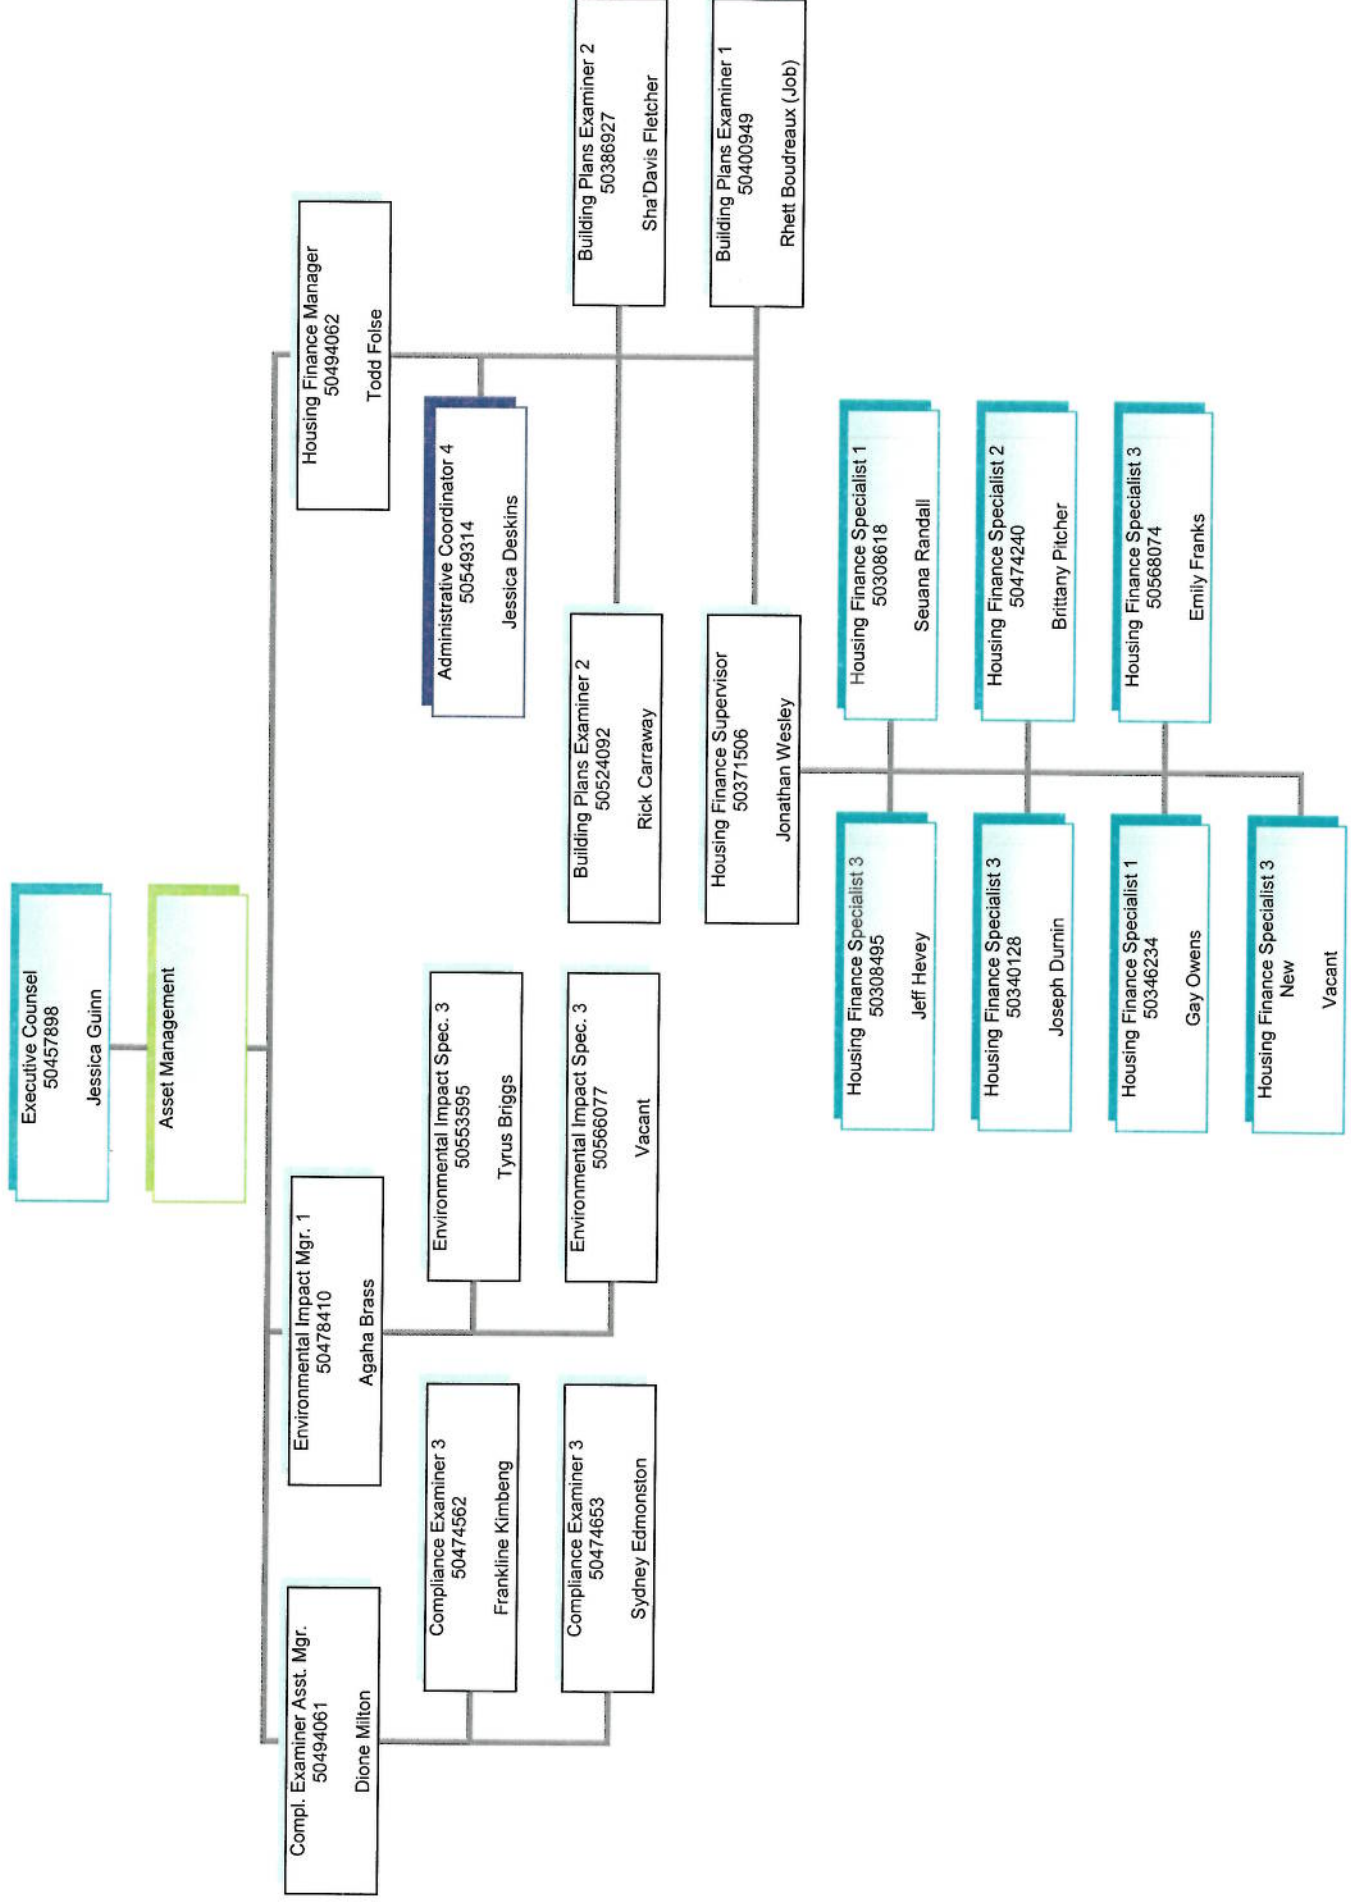 Executive Counsel
50457898
Jessica Guinn
Asset Management
Compl. Examiner Asst. Mgr.
50494061
Dione Milton
Compliance Examiner 3
50474562
Frankline Kimbeng
Compliance Examiner 3
50474653
Sydney Edmonston
Environmental Impact Mgr. 1
50478410
Agaha Brass
Environmental Impact Spec. 3
50553595
Tyrus Briggs
Environmental Impact Spec. 3
50566077
Vacant
Housing Finance Manager
50494062
Todd Folse
Administrative Coordinator 4
50549314
Jessica Deskins
Building Plans Examiner 2
50524092
Rick Carraway
Building Plans Examiner 2
50386927
Sha'Davis Fletcher
Housing Finance Supervisor
50371506
Jonathan Wesley
Building Plans Examiner 1
50400949
Rhett Boudreaux (Job)
Housing Finance Specialist 3
50308495
Jeff Hevey
Housing Finance Specialist 1
50308618
Seuana Randall
Housing Finance Specialist 3
50340128
Joseph Durnin
Housing Finance Specialist 2
50474240
Brittany Pitcher
Housing Finance Specialist 1
50346234
Gay Owens
Housing Finance Specialist 3
50568074
Emily Franks
Housing Finance Specialist 3
New
Vacant